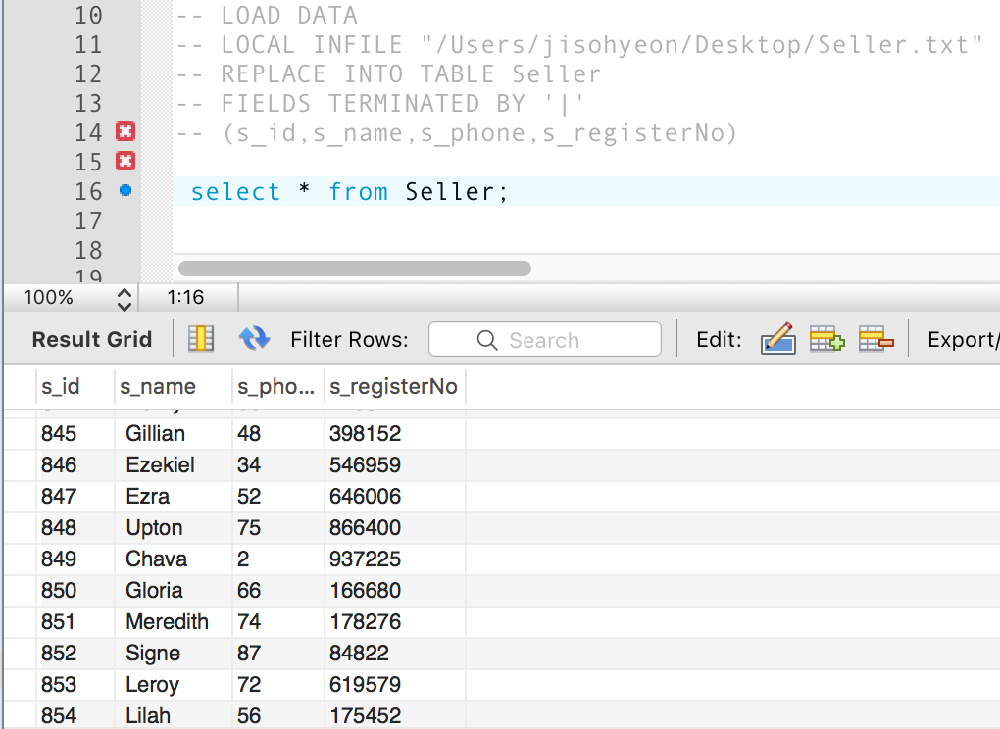 10 -- LOAD DATA
11 -- LOCAL INFILE "/Users/jisohyeon/Desktop/Seller.txt"
12 -- REPLACE INTO TABLE Seller
13 -- FIELDS TERMINATED BY '|'
14 -- (s_id,s_name,s_phone,s_registerNo)
15
16 select * from Seller;
17
18
19
100% 1:16
Result Grid Filter Rows: Search Edit: Export/
s_id s_name s_pho... s_registerNo
845 Gillian 48 398152
846 Ezekiel 34 546959
847 Ezra 52 646006
848 Upton 75 866400
849 Chava 2 937225
850 Gloria 66 166680
851 Meredith 74 178276
852 Signe 87 84822
853 Leroy 72 619579
854 Lilah 56 175452